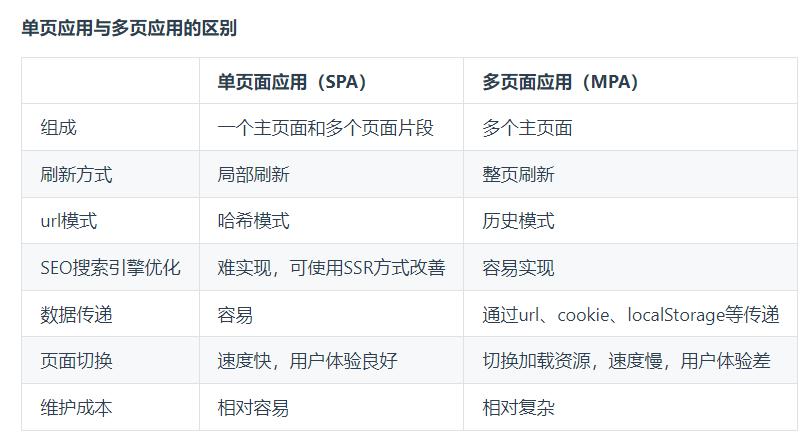 单页应用与多页应用的区别
单页面应用（SPA） 多页面应用（MPA）
组成 一个主页面和多个页面片段 多个主页面
刷新方式 局部刷新 整页刷新
url模式 哈希模式 历史模式
SEO搜索引擎优化 难实现，可使用SSR方式改善 容易实现
数据传递 容易 通过url、cookie、localStorage等传递
页面切换 速度快，用户体验良好 切换加载资源，速度慢，用户体验差
维护成本 相对容易 相对复杂